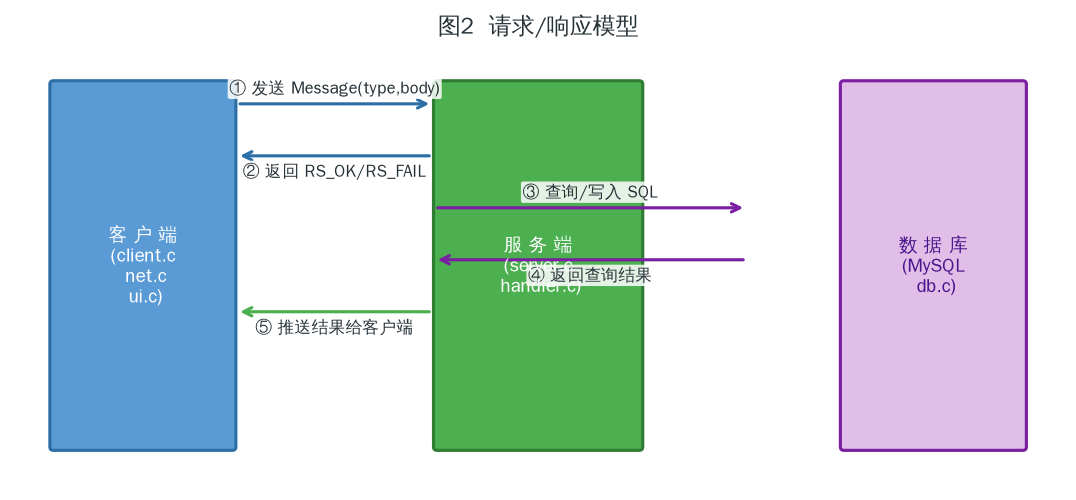 图2 请求/响应模型
① 发送 Message(type,body)
② 返回 RS_OK/RS_FAIL
③ 查询/写入 SQL
客 户 端
(client.c
net.c
ui.c)
服 务 端
(server.c
handler.c)
④ 返回查询结果
数 据 库
(MySQL
db.c)
⑤ 推送结果给客户端